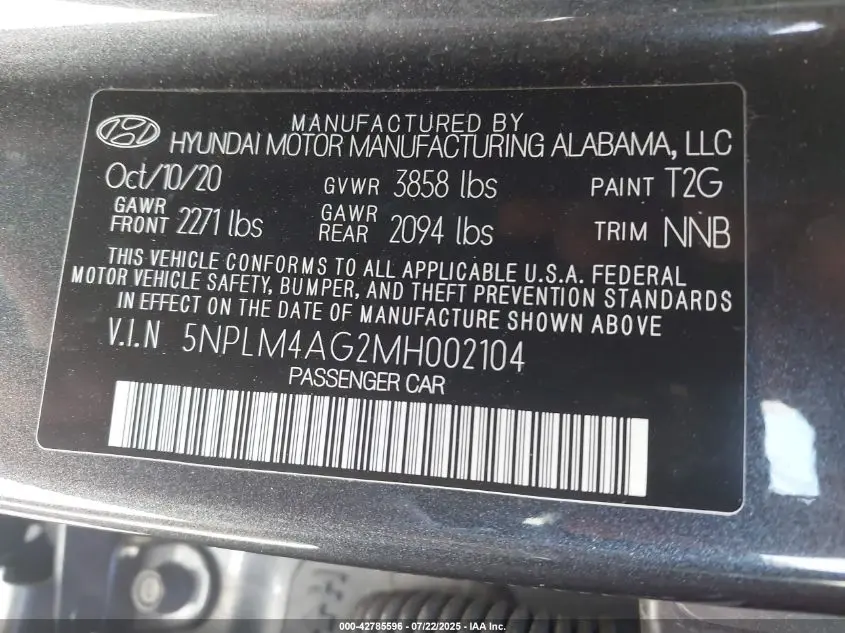 MANUFACTURED BY
HYUNDAI MOTOR MANUFACTURING ALABAMA, LLC
Oct/10/20 GVWR 3858 lbs PAINT T2G
GAWR FRONT 2271 lbs GAWR REAR 2094 lbs TRIM NNB
THIS VEHICLE CONFORMS TO ALL APPLICABLE U.S.A. FEDERAL
MOTOR VEHICLE SAFETY, BUMPER, AND THEFT PREVENTION STANDARDS
IN EFFECT ON THE DATE OF MANUFACTURE SHOWN ABOVE
V.I.N 5NPLM4AG2MH002104
PASSENGER CAR
000-42785596 - 07/22/2025 - IAA Inc.